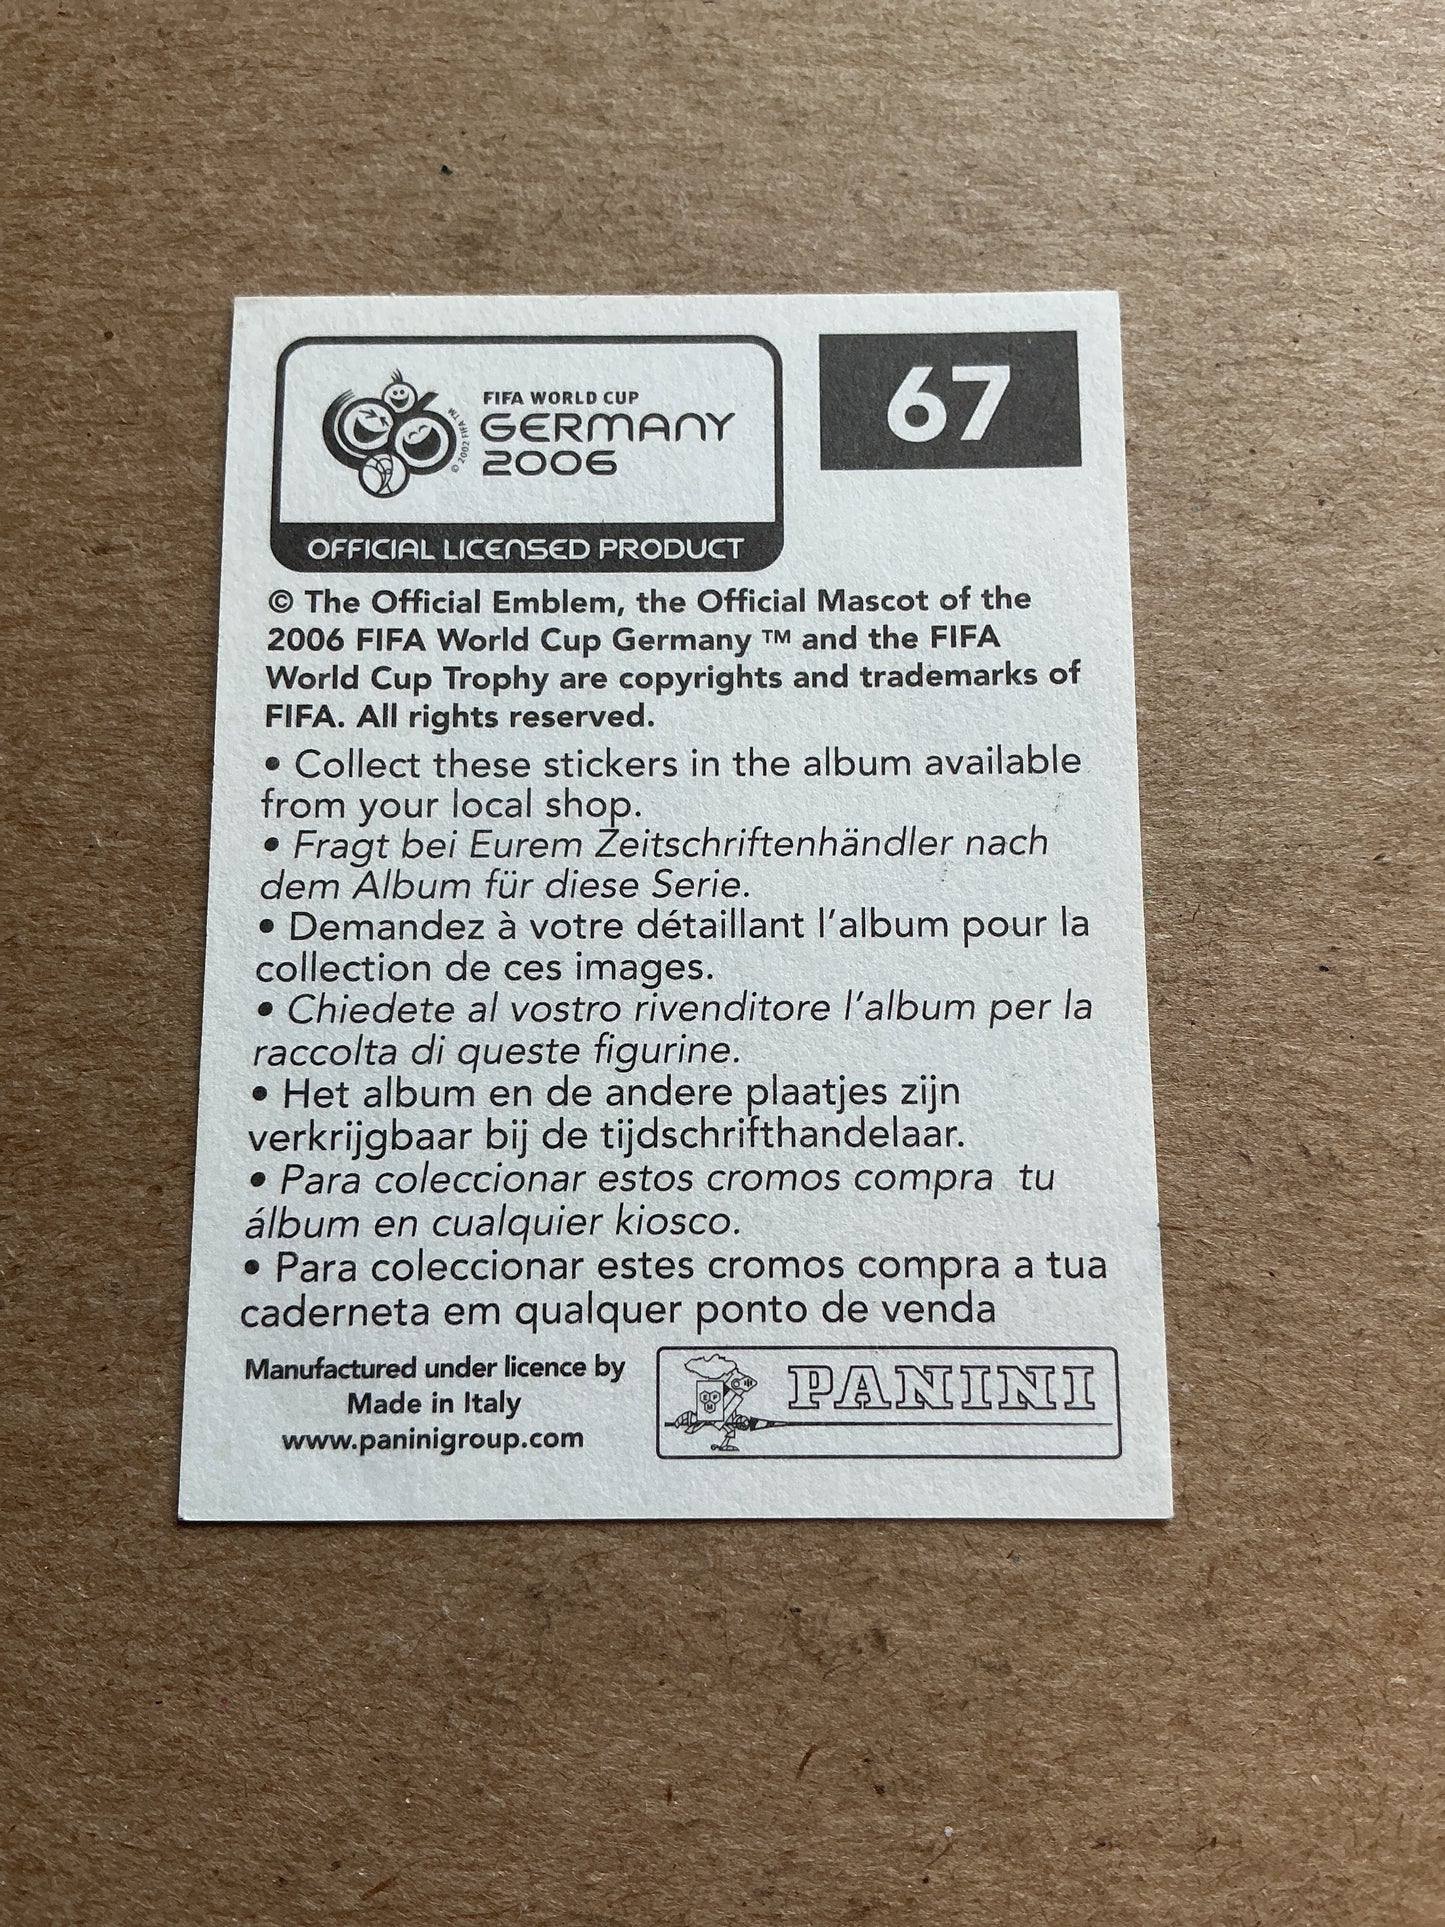 © 2002 FIFA TM
FIFA WORLD CUP
GERMANY
2006
OFFICIAL LICENSED PRODUCT
67
© The Official Emblem, the Official Mascot of the
2006 FIFA World Cup Germany ™ and the FIFA
World Cup Trophy are copyrights and trademarks of
FIFA. All rights reserved.
• Collect these stickers in the album available
from your local shop.
• Fragt bei Eurem Zeitschriftenhändler nach
dem Album für diese Serie.
• Demandez à votre détaillant l'album pour la
collection de ces images.
• Chiedete al vostro rivenditore l'album per la
raccolta di queste figurine.
• Het album en de andere plaatjes zijn
verkrijgbaar bij de tijdschrifthandelaar.
• Para coleccionar estos cromos compra tu
álbum en cualquier kiosco.
• Para coleccionar estes cromos compra a tua
caderneta em qualquer ponto de venda
Manufactured under licence by
Made in Italy
www.paninigroup.com
EPM
PANINI